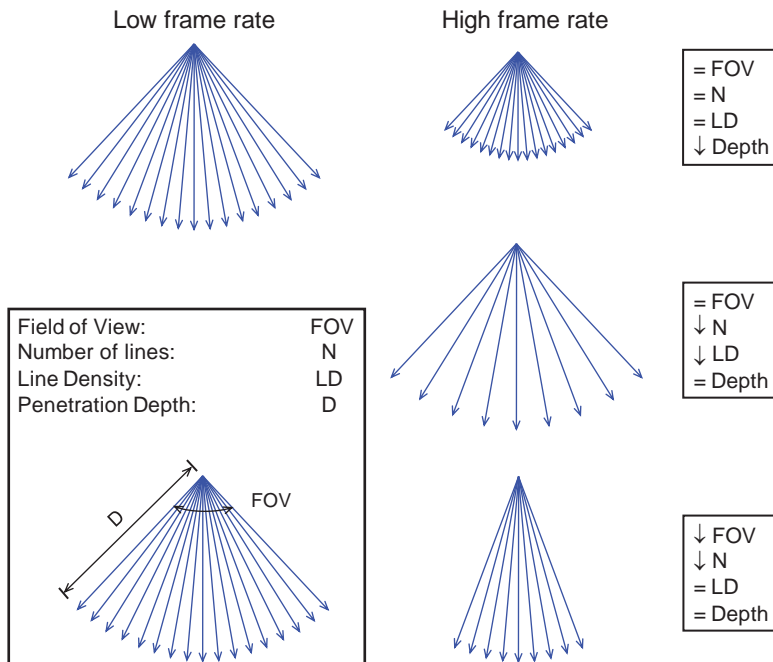 Low frame rate
High frame rate
= FOV
= N
= LD
↓ Depth
= FOV
↓ N
↓ LD
= Depth
Field of View: FOV
Number of lines: N
Line Density: LD
Penetration Depth: D
D
FOV
↓ FOV
↓ N
= LD
= Depth